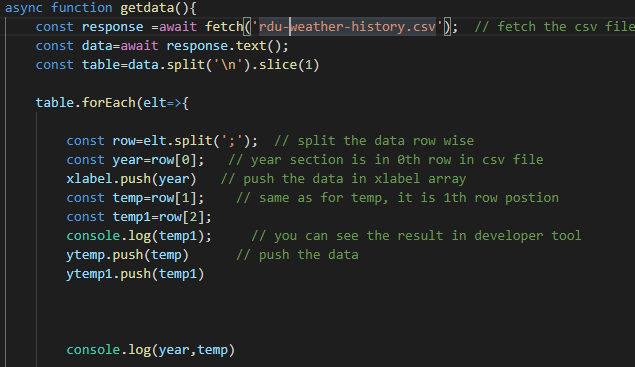 async function getdata(){
const response =await fetch('rdu-weather-history.csv');  // fetch the csv file
const data=await response.text();
const table=data.split('\n').slice(1)
table.forEach(elt=>{
const row=elt.split(';');  // split the data row wise
const year=row[0];   // year section is in 0th row in csv file
xlabel.push(year)   // push the data in xlabel array
const temp=row[1];    // same as for temp, it is 1th row postion
const temp1=row[2];
console.log(temp1);     // you can see the result in developer tool
ytemp.push(temp)      // push the data
ytemp1.push(temp1)
console.log(year,temp)